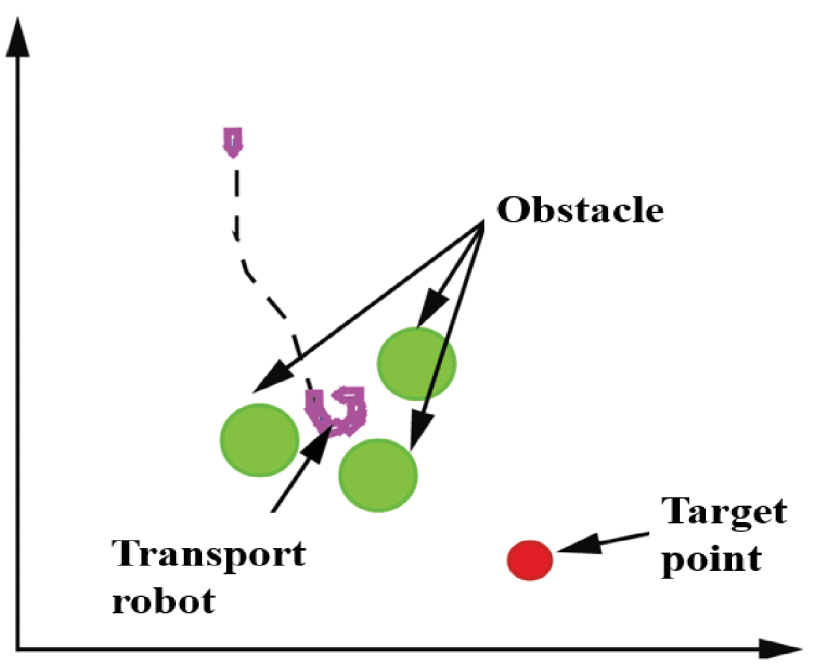 Obstacle
Target
point
Transport
robot